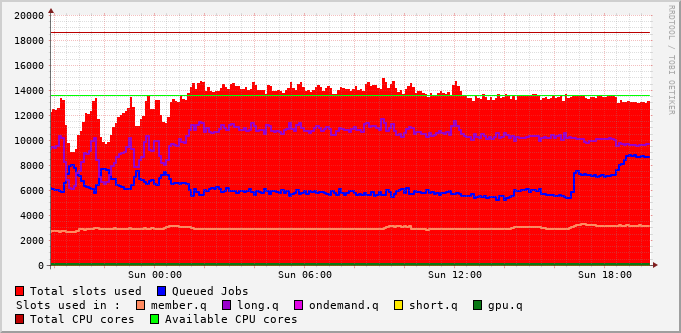 20000
18000
16000
14000
12000
10000
8000
6000
4000
2000
0
Sun 00:00 Sun 06:00 Sun 12:00 Sun 18:00
RRDTOOL / TOBI OETIKER
Total slots used Queued Jobs
Slots used in : member.q long.q ondemand.q short.q gpu.q
Total CPU cores Available CPU cores